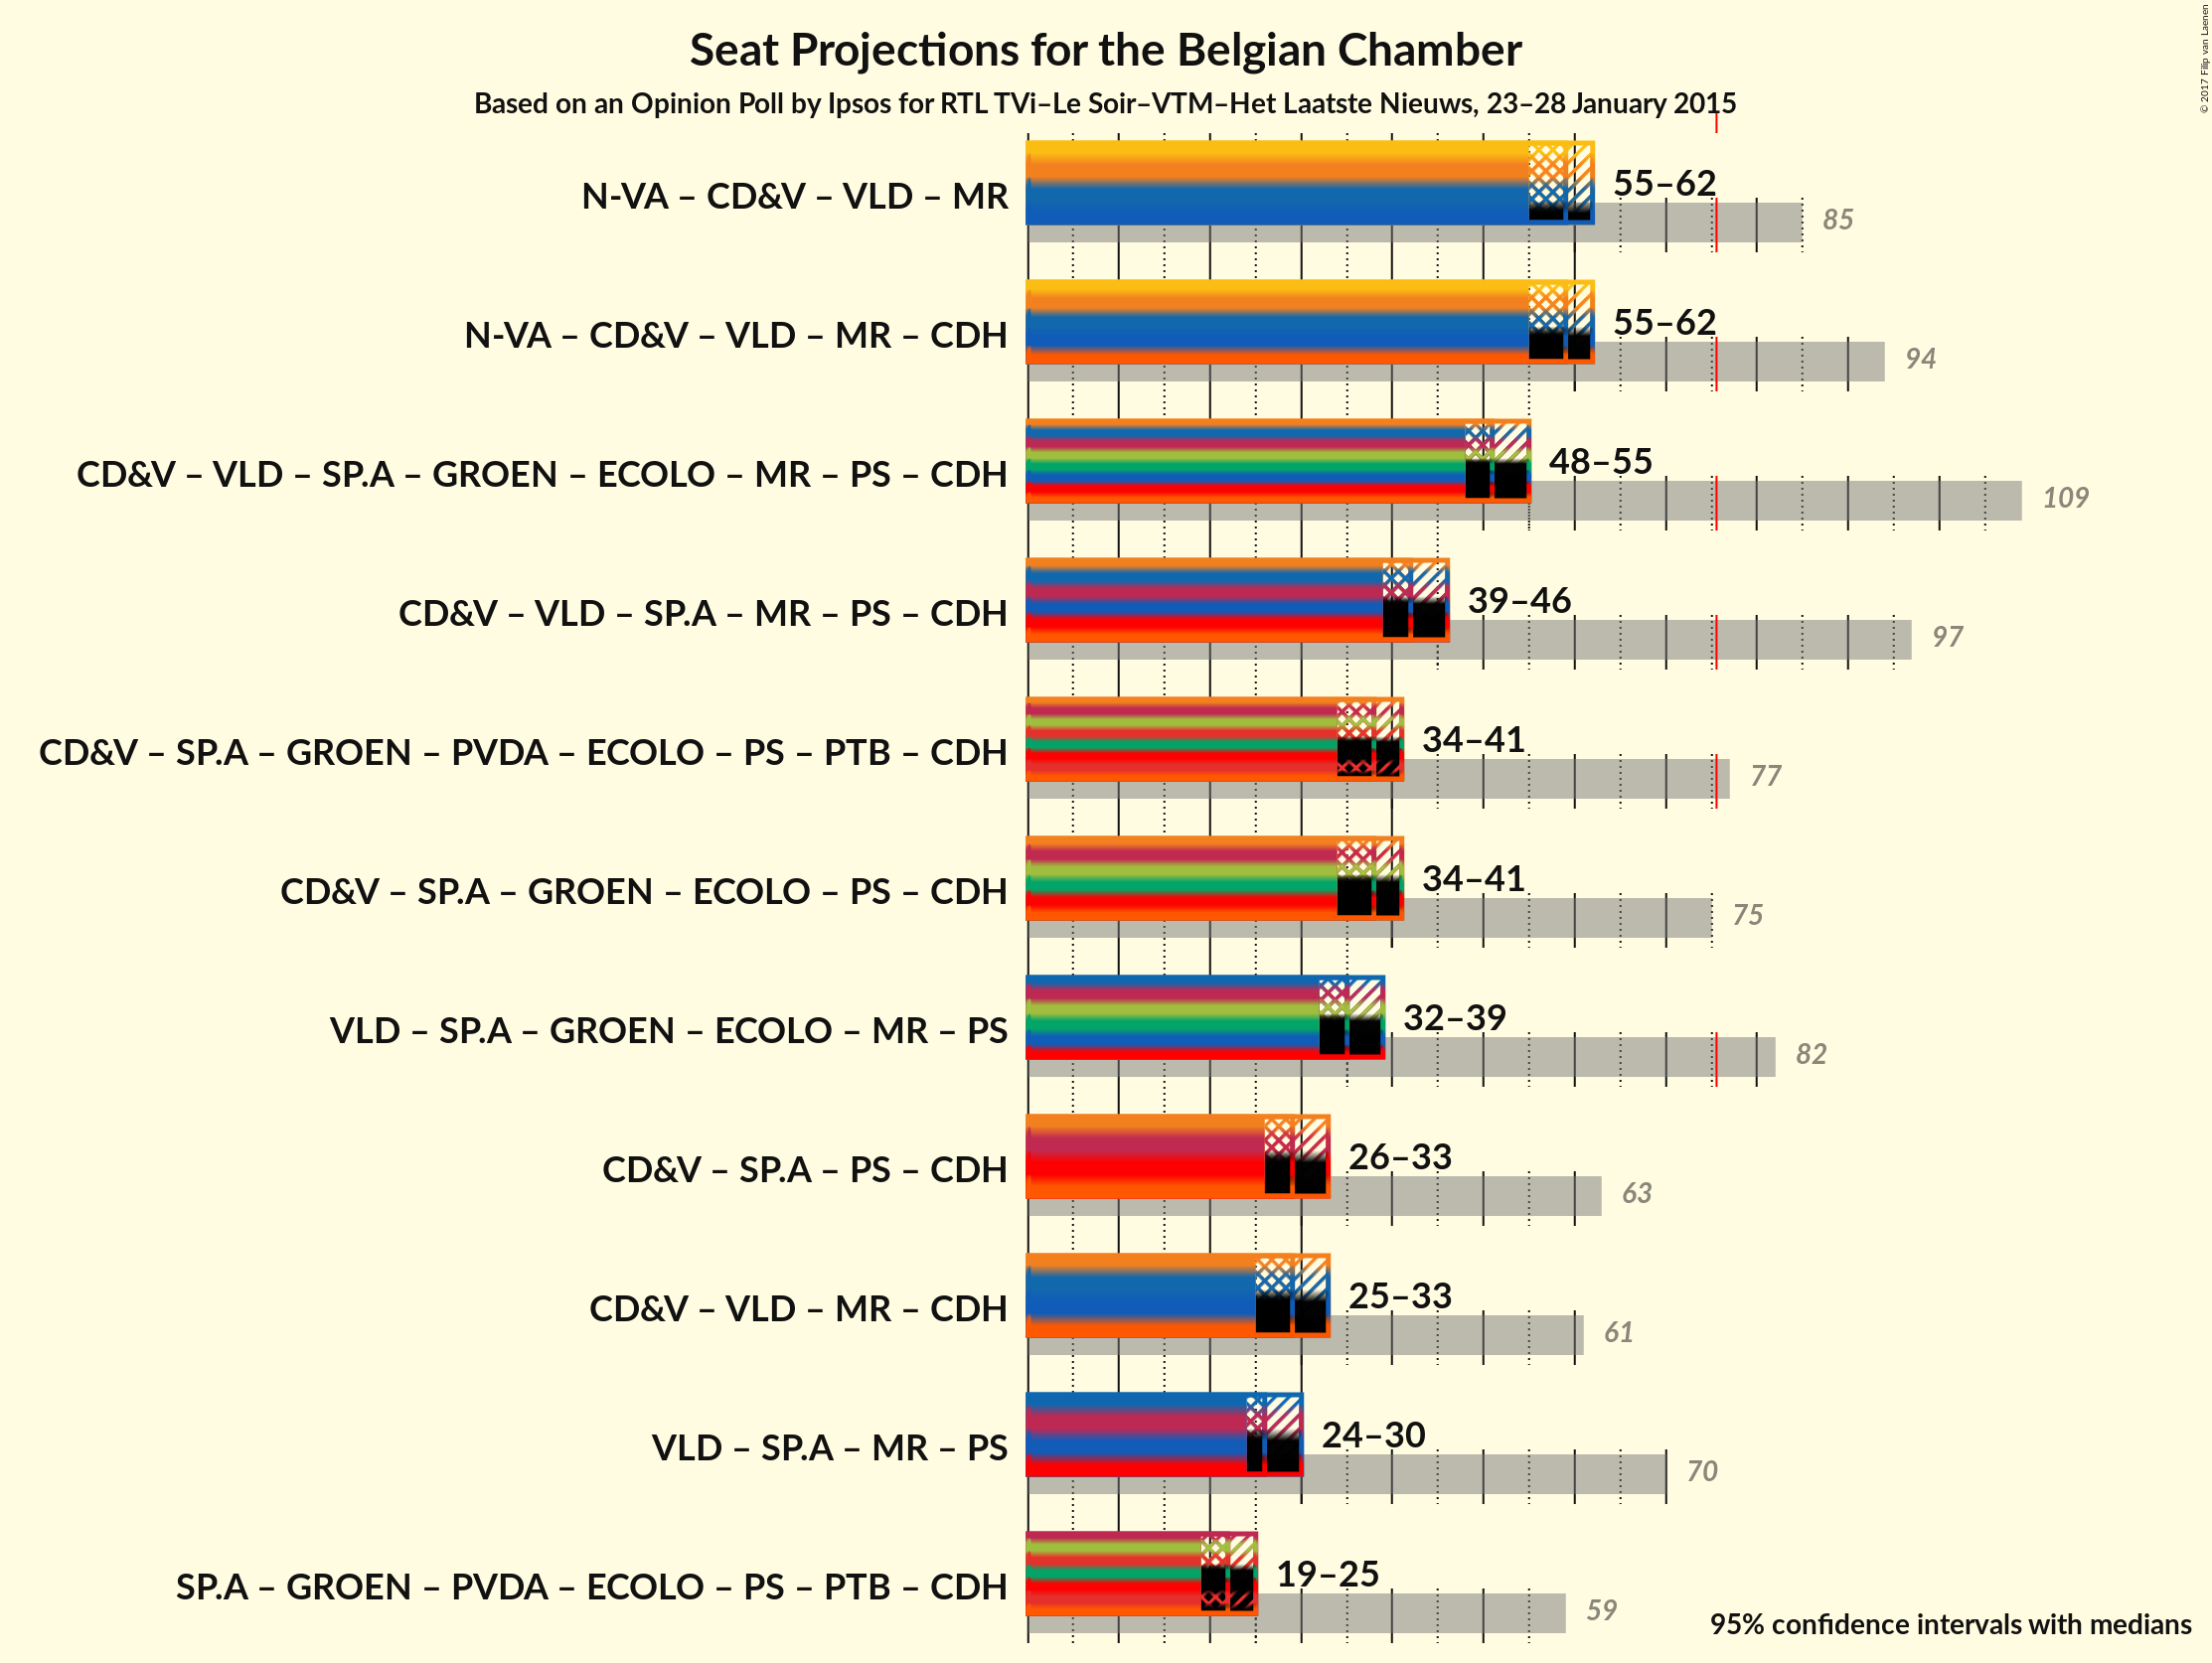 Seat Projections for the Belgian Chamber
Based on an Opinion Poll by Ipsos for RTL TVi–Le Soir–VTM–Het Laatste Nieuws, 23–28 January 2015
© 2017 Filip van Laenen
N-VA – CD&V – VLD – MR
55–62
85
N-VA – CD&V – VLD – MR – CDH
55–62
94
CD&V – VLD – SP.A – GROEN – ECOLO – MR – PS – CDH
48–55
109
CD&V – VLD – SP.A – MR – PS – CDH
39–46
97
CD&V – SP.A – GROEN – PVDA – ECOLO – PS – PTB – CDH
34–41
77
CD&V – SP.A – GROEN – ECOLO – PS – CDH
34–41
75
VLD – SP.A – GROEN – ECOLO – MR – PS
32–39
82
CD&V – SP.A – PS – CDH
26–33
63
CD&V – VLD – MR – CDH
25–33
61
VLD – SP.A – MR – PS
24–30
70
SP.A – GROEN – PVDA – ECOLO – PS – PTB – CDH
19–25
59
95% confidence intervals with medians